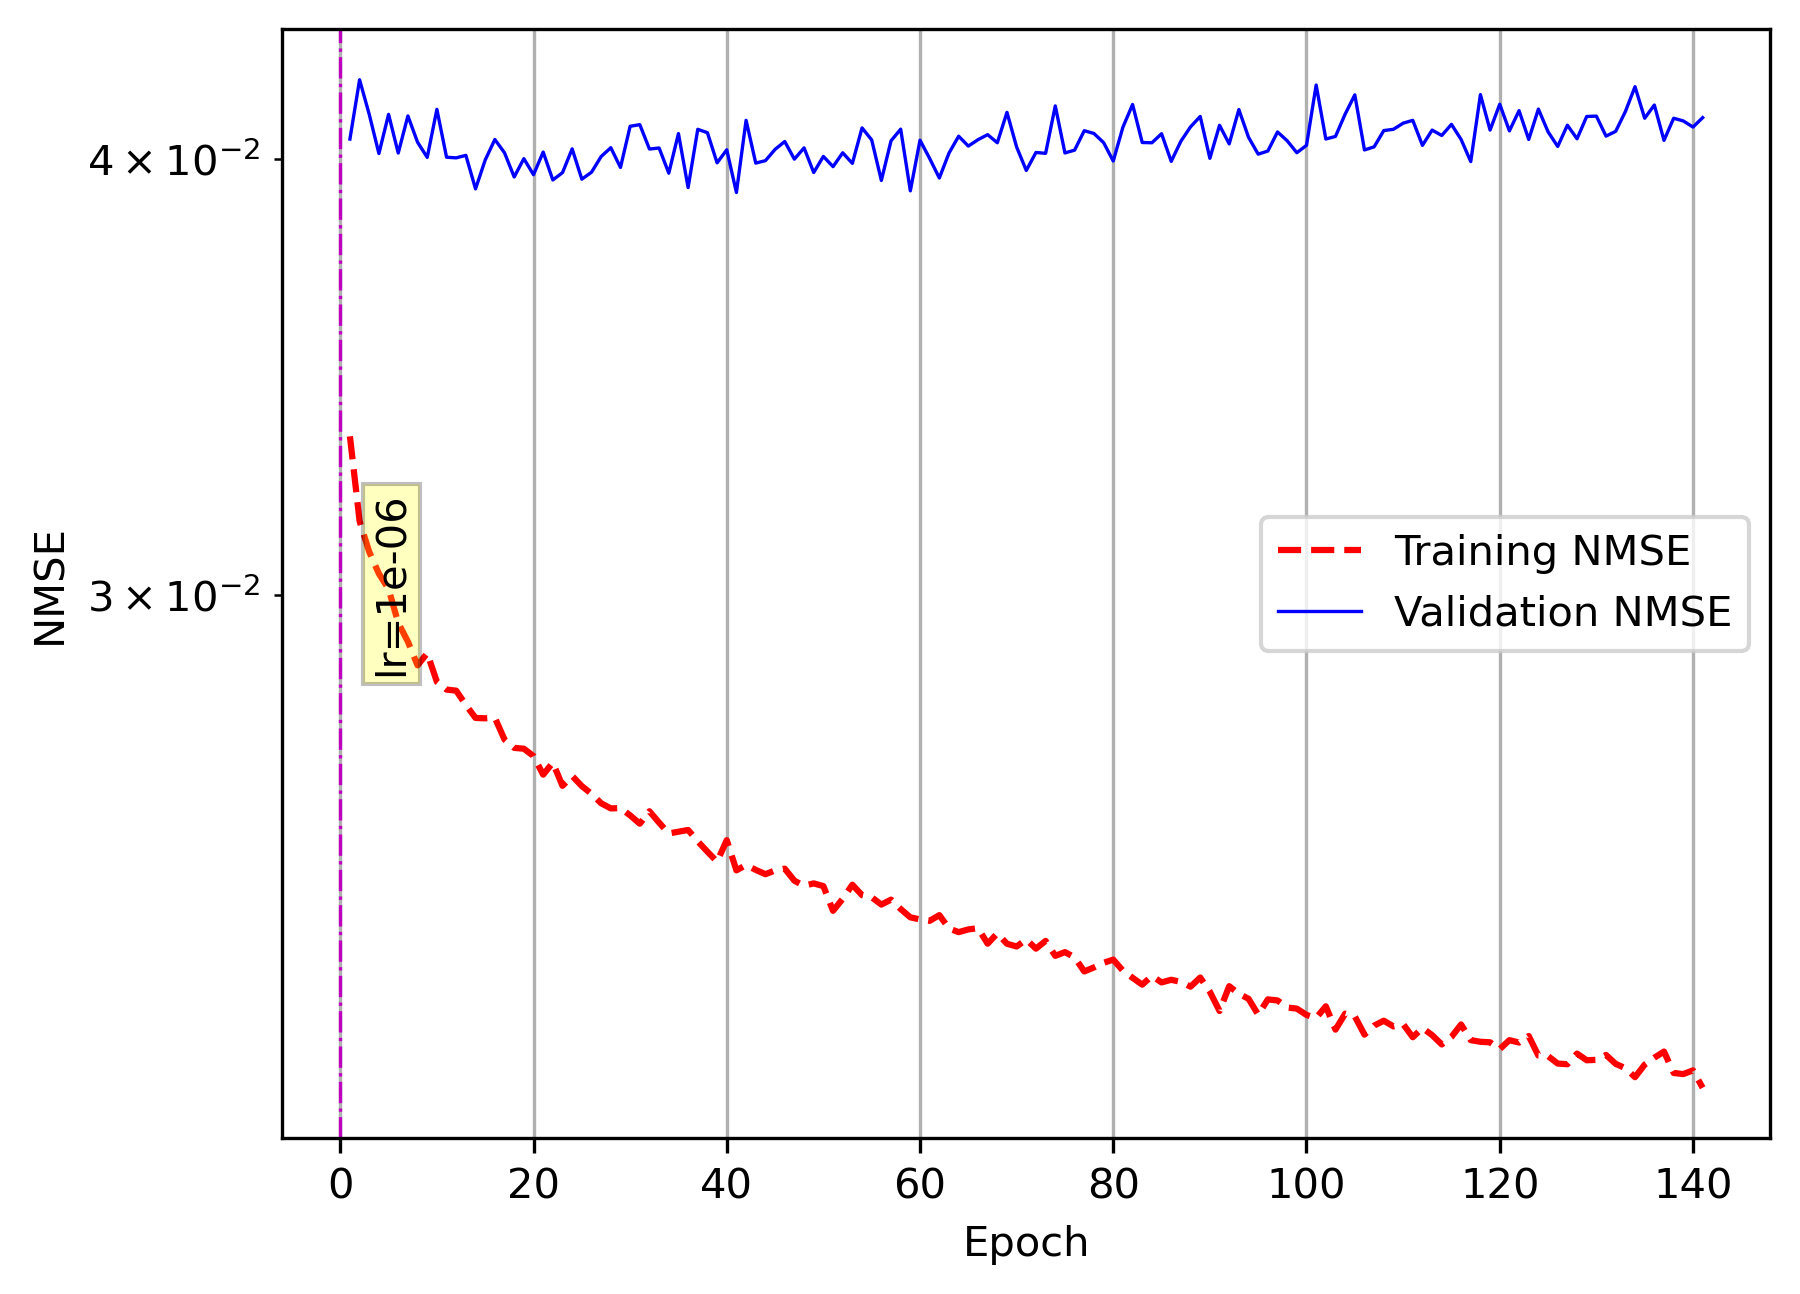 NMSE
4 × 10⁻²
3 × 10⁻²
lr=1e-06
Training NMSE
Validation NMSE
0 20 40 60 80 100 120 140
Epoch